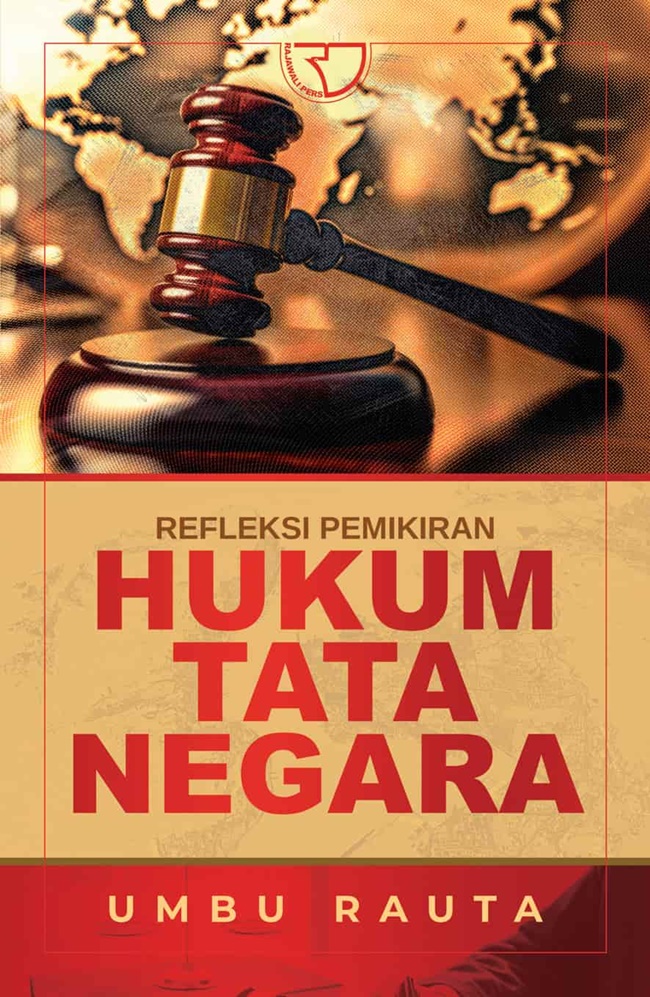 RAJAWALI PERS
REFLEKSI PEMIKIRAN
HUKUM
TATA
NEGARA
UMBU RAUTA